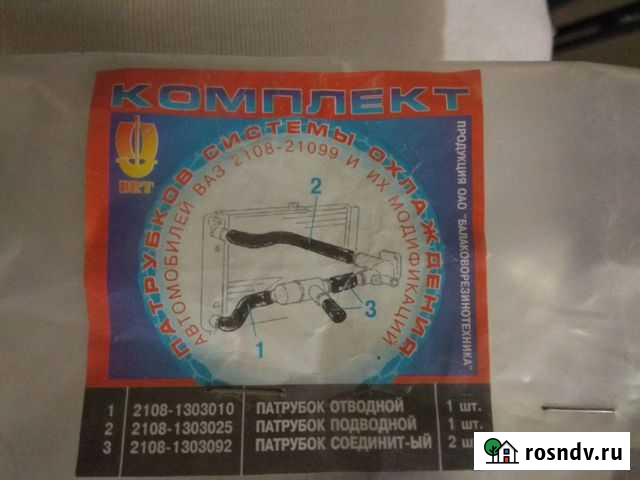 КОМПЛЕКТ
ПАТРУБКОВ СИСТЕМЫ ОХЛАЖДЕНИЯ
АВТОМОБИЛЕЙ ВАЗ 2108-21099 И ИХ МОДИФИКАЦИЙ
ПРОДУКЦИЯ ОАО "БАЛАКОВОРЕЗИНОТЕХНИКА"
БРТ
2
3
1
1 2108-1303010 ПАТРУБОК ОТВОДНОЙ 1 шт.
2 2108-1303025 ПАТРУБОК ПОДВОДНОЙ 1 шт.
3 2108-1303092 ПАТРУБОК СОЕДИНИТ-ЫЙ 2
rosndv.ru